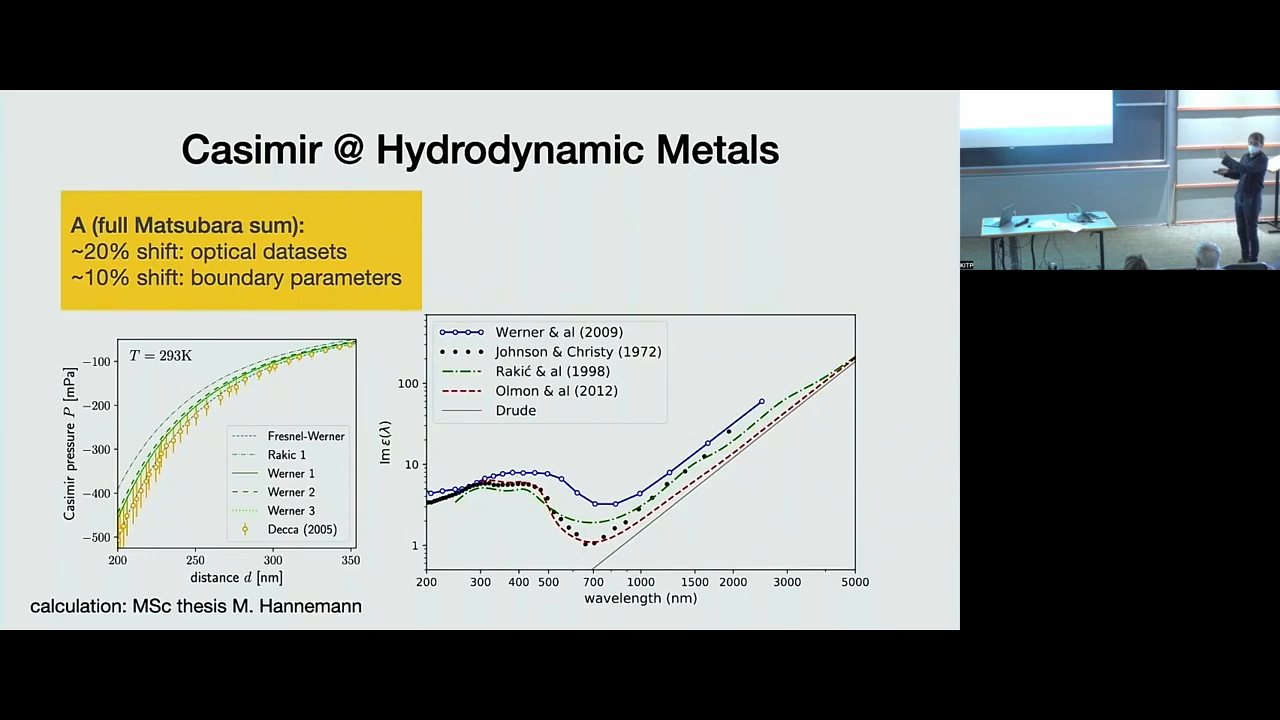 Casimir @ Hydrodynamic Metals
A (full Matsubara sum):
~20% shift: optical datasets
~10% shift: boundary parameters
T = 293K
Casimir pressure P [mPa]
−100
−200
−300
−400
−500
Fresnel-Werner
Rakic 1
Werner 1
Werner 2
Werner 3
Decca (2005)
200 250 300 350
distance d [nm]
calculation: MSc thesis M. Hannemann
Werner & al (2009)
Johnson & Christy (1972)
Rakić & al (1998)
Olmon & al (2012)
Drude
Im ε(λ)
100
10
1
200 300 400 500 700 1000 1500 2000 3000 5000
wavelength (nm)
KITP